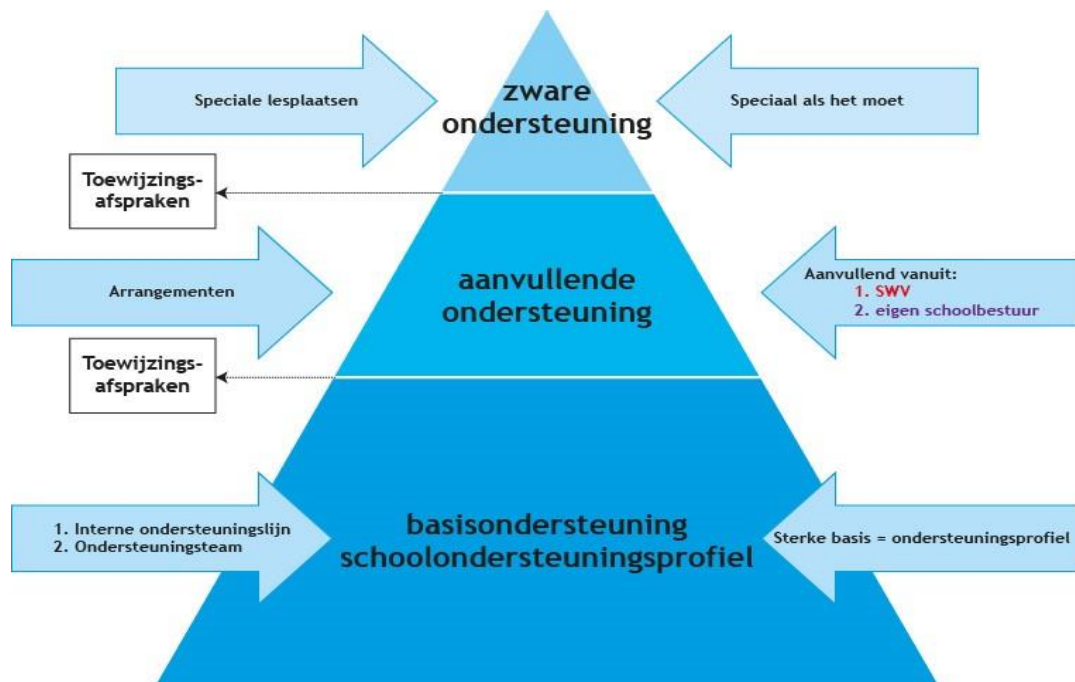 zware
ondersteuning
Speciale lesplaatsen
Speciaal als het moet
Toewijzings-
afspraken
aanvullende
ondersteuning
Arrangementen
Aanvullend vanuit:
1. SWV
2. eigen schoolbestuur
Toewijzings-
afspraken
basisondersteuning
schoolondersteuningsprofiel
1. Interne ondersteuningslijn
2. Ondersteuningsteam
Sterke basis = ondersteuningsprofiel